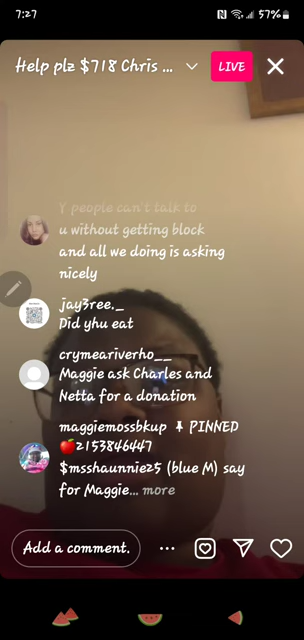 7:27
57%
Help plz $718 Chris ...
LIVE
Y people can't talk to
u without getting block
and all we doing is asking
nicely
jay3ree._
Did yhu eat
crymeariverho__
Maggie ask Charles and
Netta for a donation
maggiemossbkup PINNED
🍎2153846447
$msshaunnie25 (blue M) say
for Maggie... more
Add a comment.